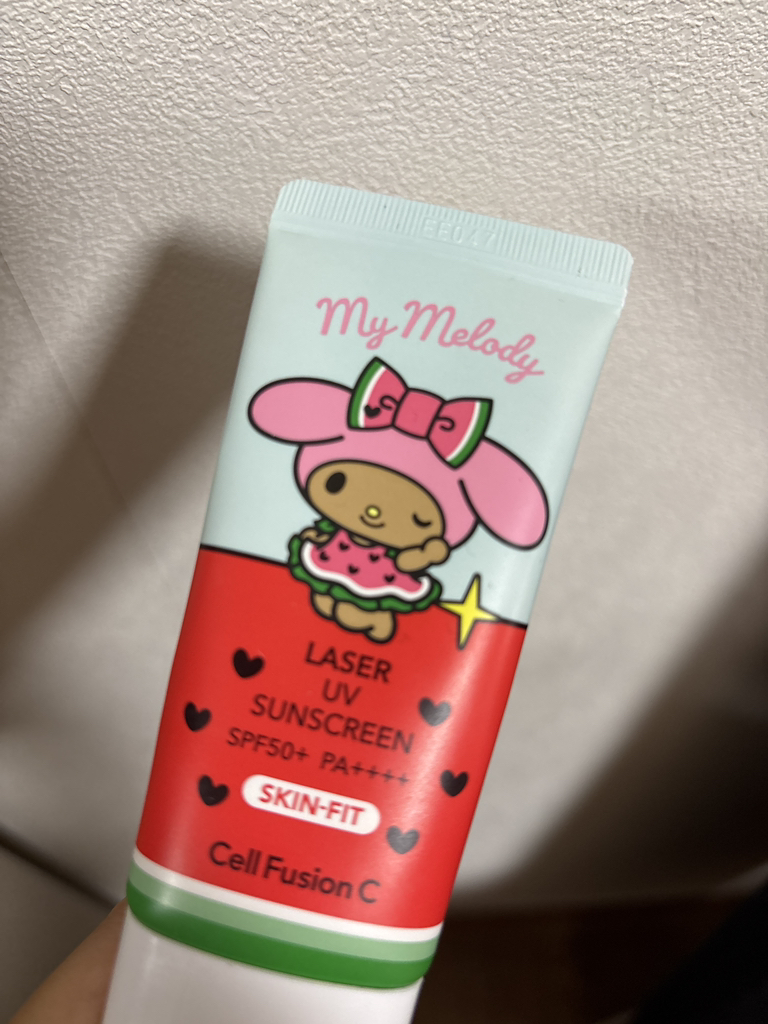 My Melody
LASER
UV
SUNSCREEN
SPF50+ PA++++
SKIN-FIT
Cell Fusion C